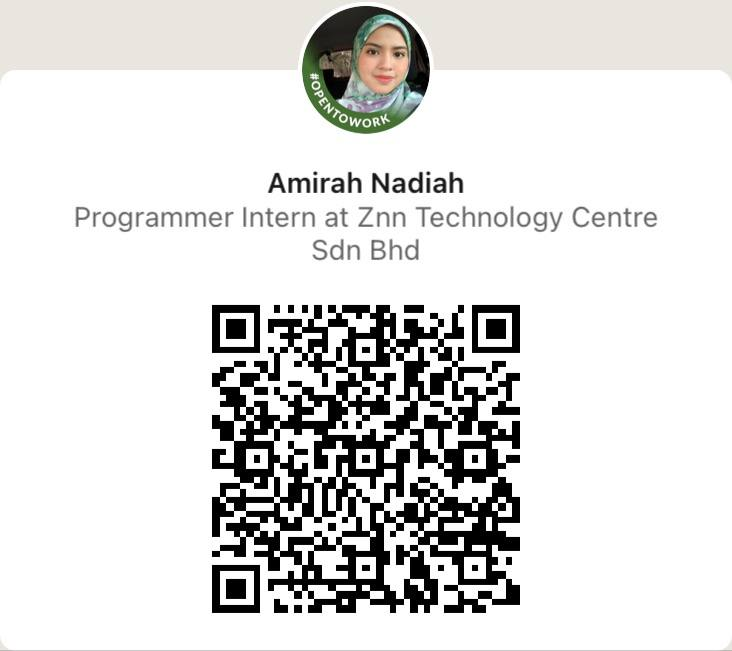 #OPENTOWORK
Amirah Nadiah
Programmer Intern at Znn Technology Centre
Sdn Bhd